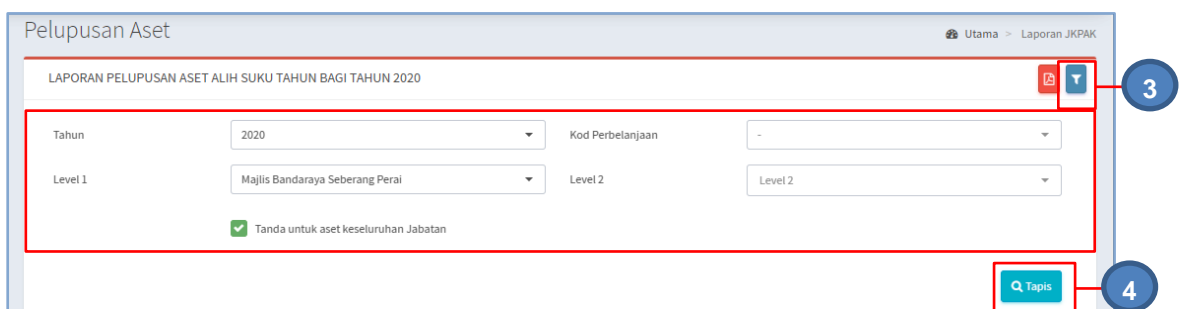 Pelupusan Aset
Utama > Laporan JKPAK
LAPORAN PELUPUSAN ASET ALIH SUKU TAHUN BAGI TAHUN 2020
3
Tahun 2020 Kod Perbelanjaan -
Level 1 Majlis Bandaraya Seberang Perai Level 2 Level 2
Tanda untuk aset keseluruhan Jabatan
Tapis
4